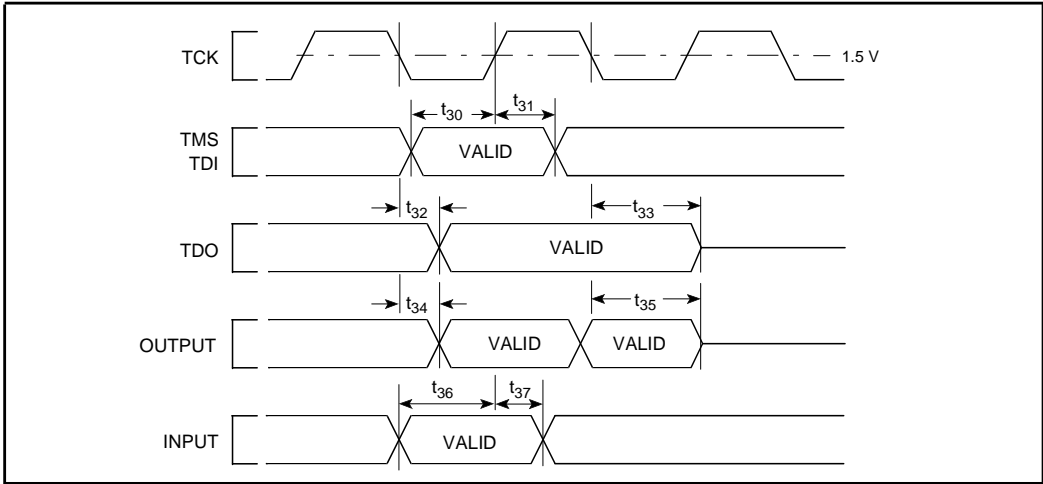 TCK
1.5 V
t30 t31
TMS
TDI
VALID
t32 t33
TDO
VALID
t34 t35
OUTPUT
VALID VALID
t36 t37
INPUT
VALID